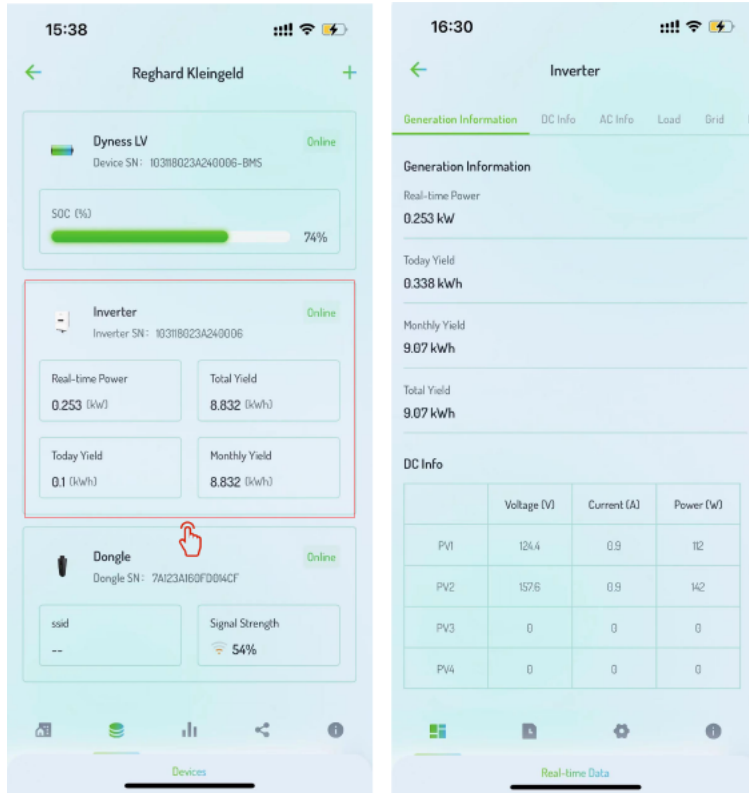 15:38
Reghard Kleingeld
Dyness LV
Online
Device SN: 103118023A240006-BMS
SOC (%)
74%
Inverter
Online
Inverter SN: 103118023A240006
Real-time Power
Total Yield
0.253 (kW)
8.832 (kWh)
Today Yield
Monthly Yield
0.1 (kWh)
8.832 (kWh)
Dongle
Online
Dongle SN: 7A123A160FD014CF
ssid
Signal Strength
--
54%
Devices
16:30
Inverter
Generation Information DC Info AC Info Load Grid
Generation Information
Real-time Power
0.253 kW
Today Yield
0.338 kWh
Monthly Yield
9.07 kWh
Total Yield
9.07 kWh
DC Info
Voltage (V) Current (A) Power (W)
PV1 124.4 0.9 112
PV2 157.6 0.9 142
PV3 0 0 0
PV4 0 0 0
Real-time Data